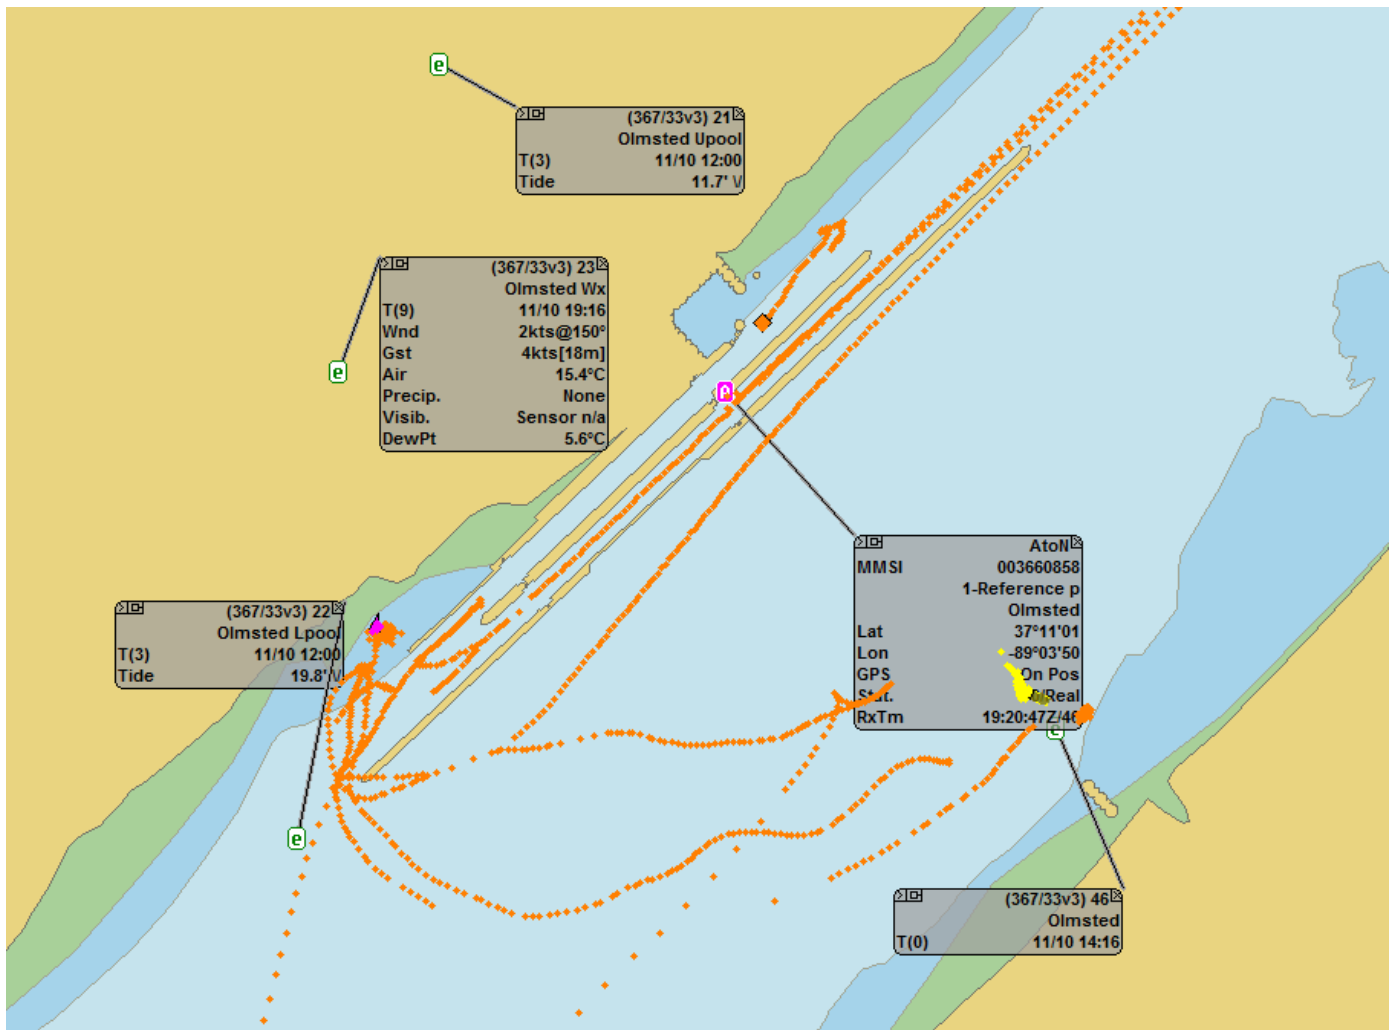 e
(367/33v3) 21
Olmsted Upool
T(3) 11/10 12:00
Tide 11.7' V
(367/33v3) 23
Olmsted Wx
T(9) 11/10 19:16
Wnd 2kts@150°
Gst 4kts[18m]
Air 15.4°C
Precip. None
Visib. Sensor n/a
DewPt 5.6°C
e
AtoN
MMSI 003660858
1-Reference p
Olmsted
Lat 37°11'01
Lon -89°03'50
GPS On Pos
Stat. /Real
RxTm 19:20:47Z/46
e
(367/33v3) 22
Olmsted Lpool
T(3) 11/10 12:00
Tide 19.8' V
e
(367/33v3) 46
Olmsted
T(0) 11/10 14:16